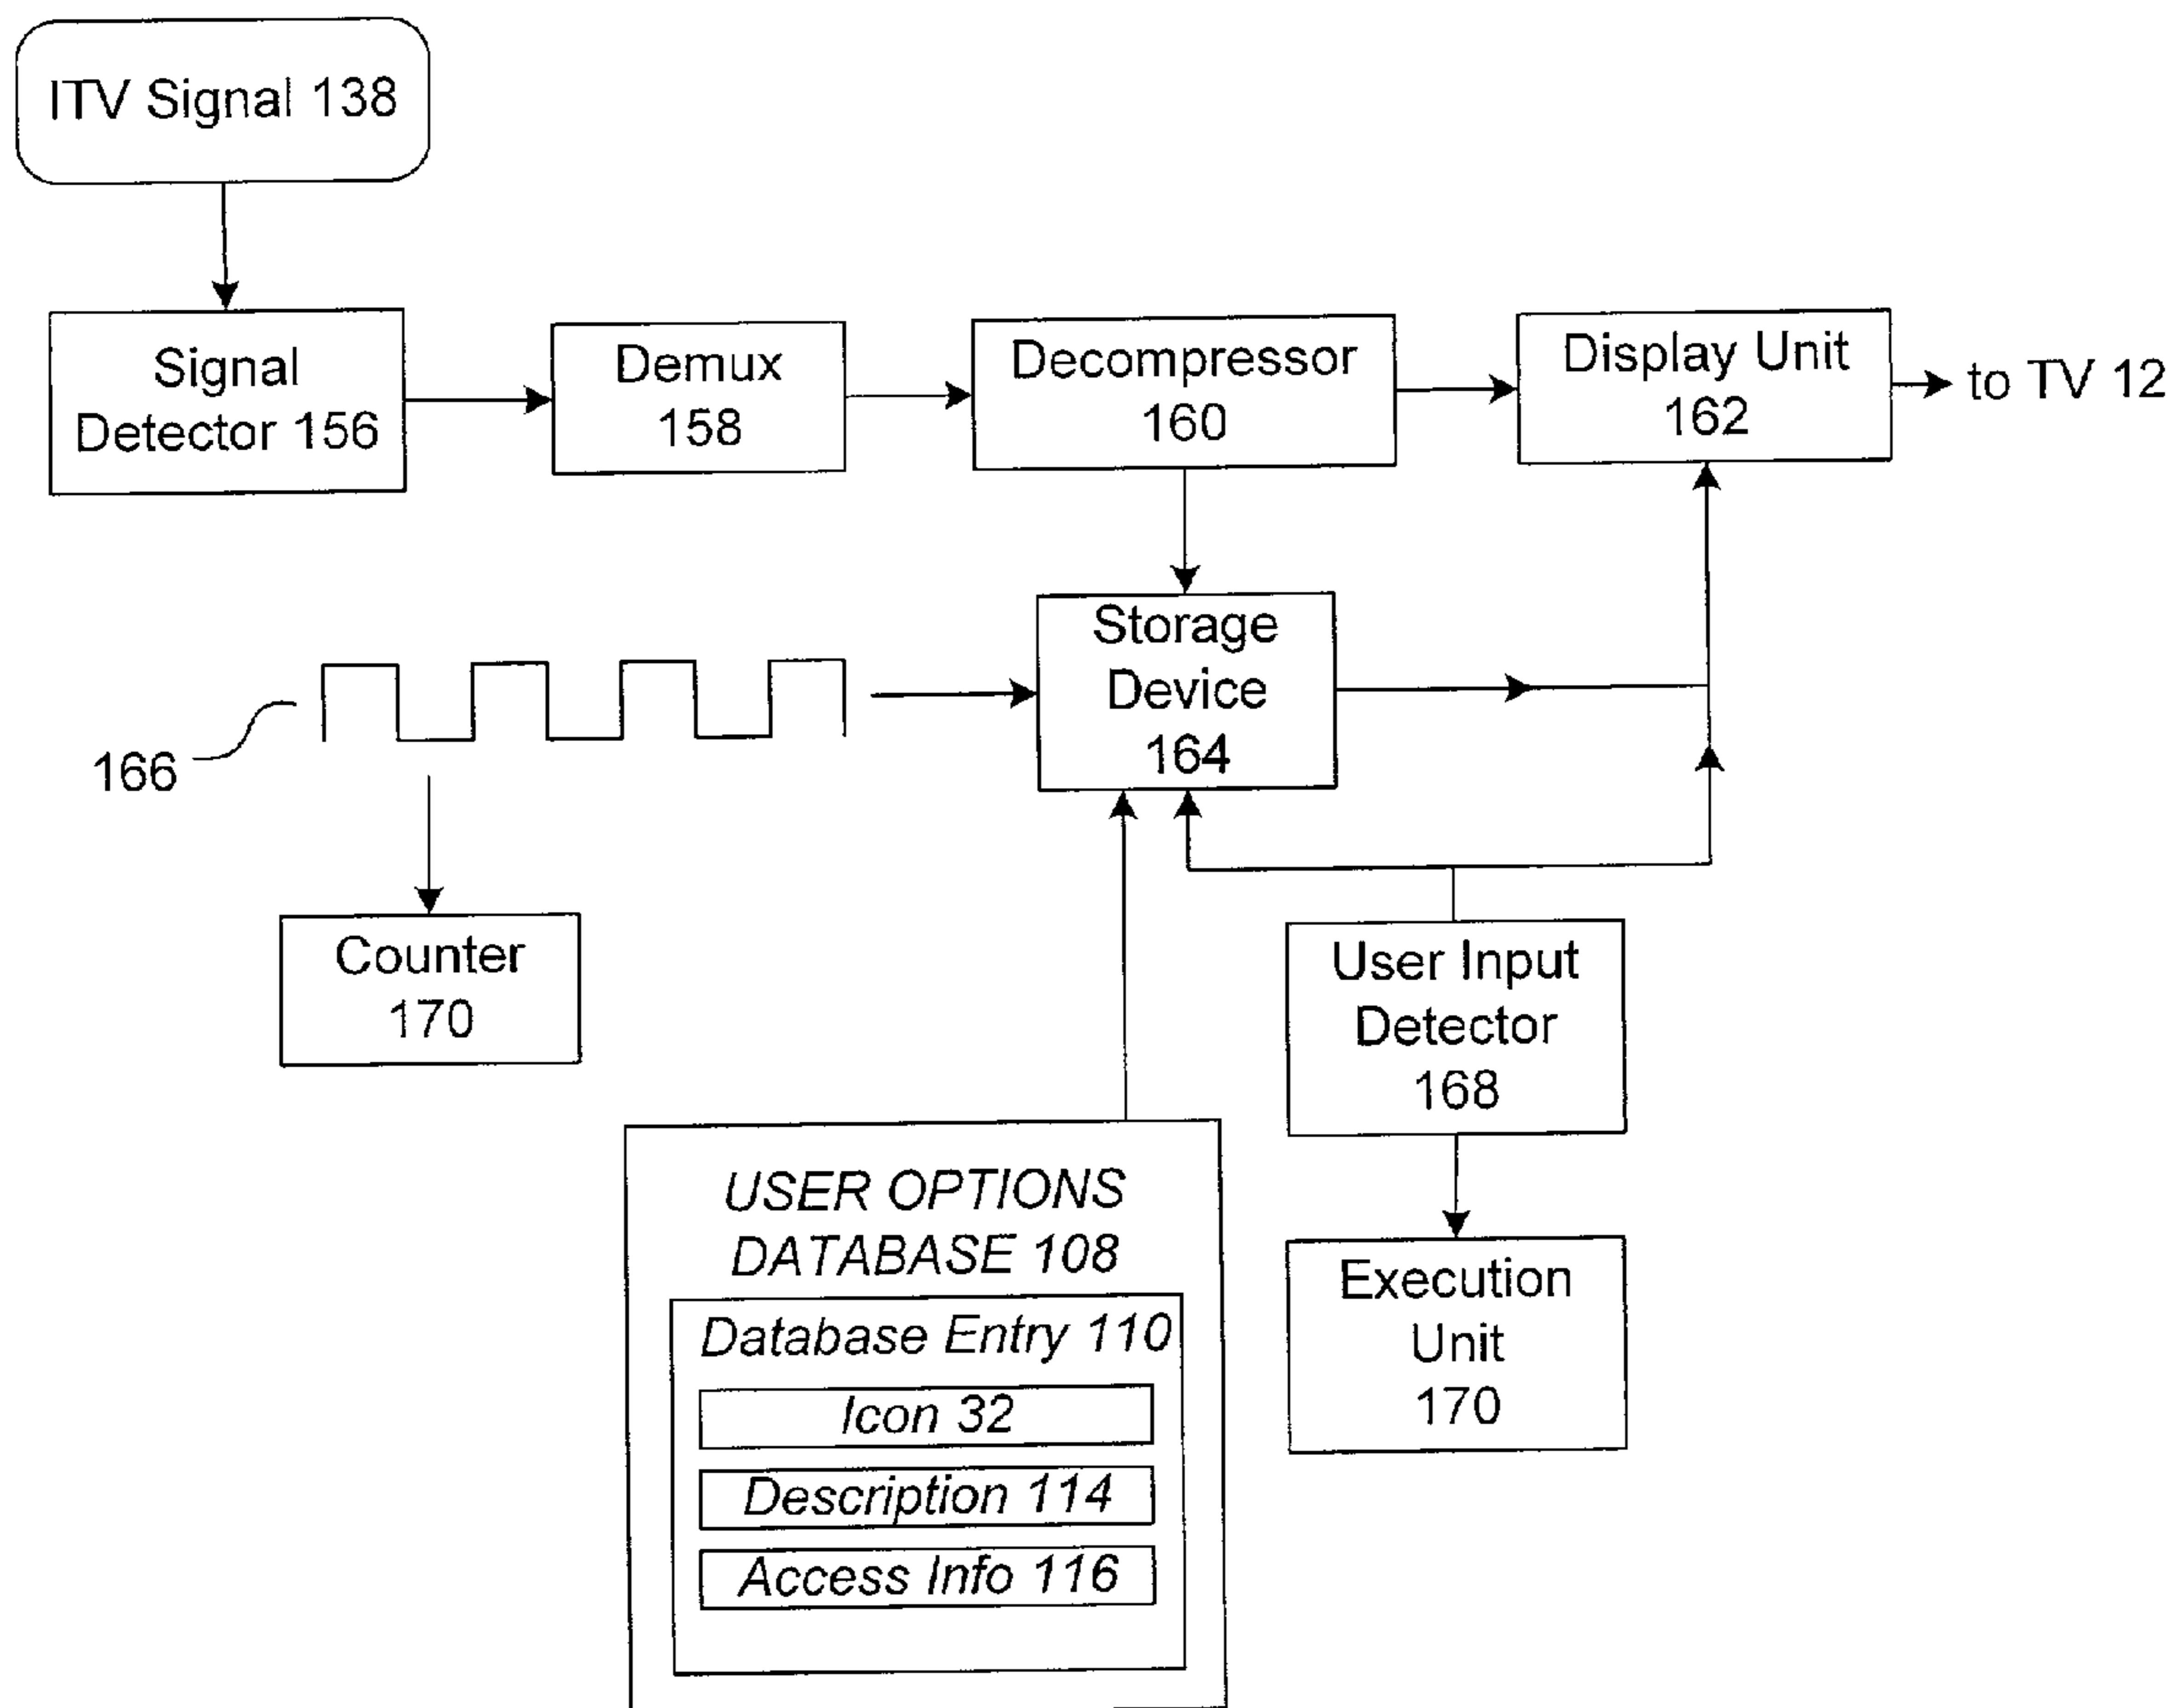 ITV Signal 138
Signal
Detector 156
Demux
158
Decompressor
160
Display Unit
162
to TV 12
Storage
Device
164
166
Counter
170
User Input
Detector
168
USER OPTIONS
DATABASE 108
Database Entry 110
Icon 32
Description 114
Access Info 116
Execution
Unit
170